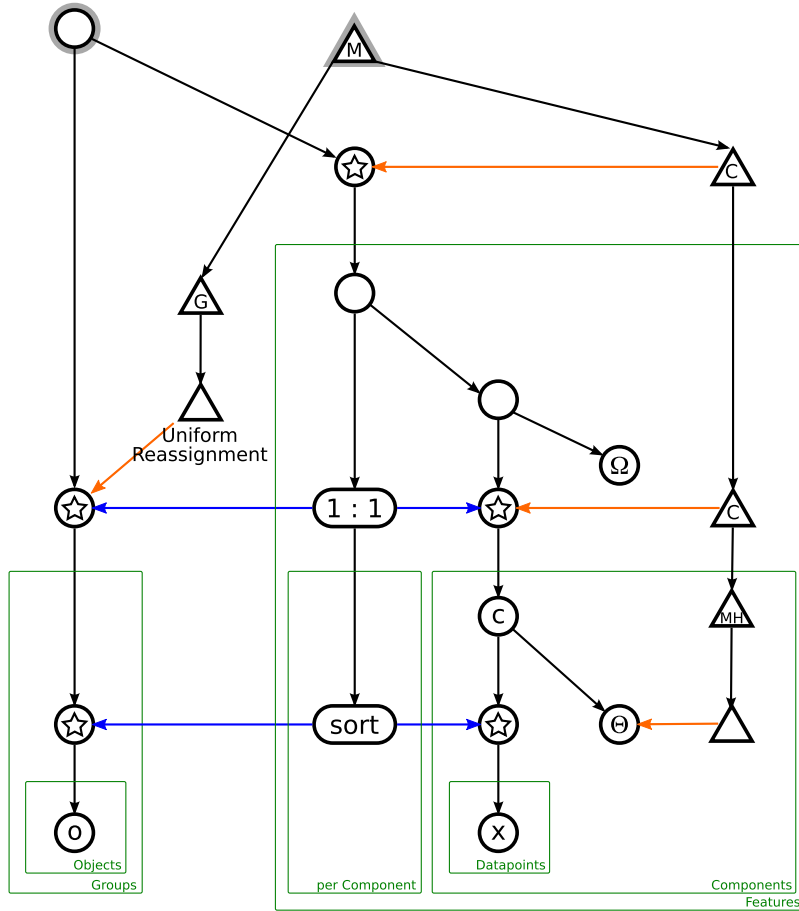 M
C
G
Uniform
Reassignment
Ω
1 : 1
C
c
MH
sort
Θ
o
x
Objects
Datapoints
Groups
per Component
Components
Features